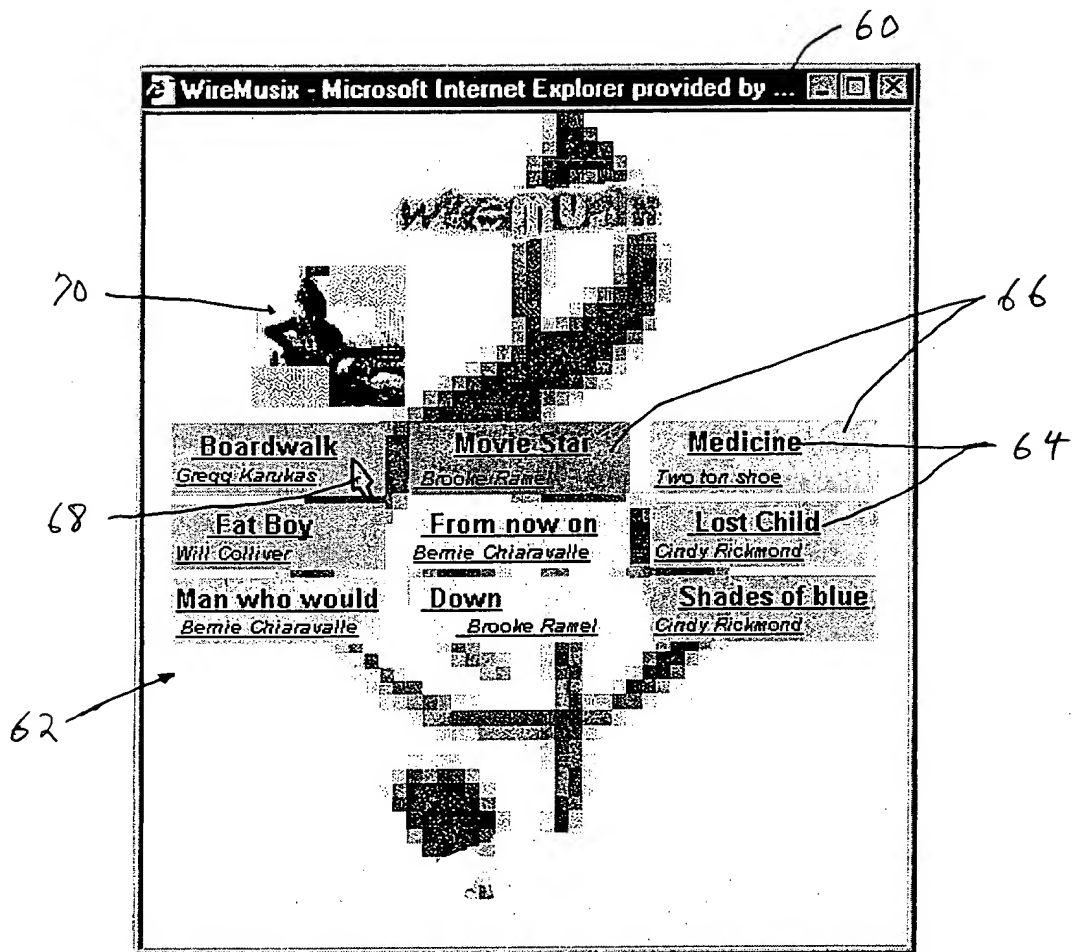 60
WireMusix - Microsoft Internet Explorer provided by ...
70
66
Boardwalk Movie Star Medicine
64
Gregg Karukas Brooke Ramel Two ton shoe
68
Fat Boy From now on Lost Child
Will Colliver Bernie Chiaravalle Cindy Rickmond
Man who would Down Shades of blue
Bernie Chiaravalle Brooke Ramel Cindy Rickmond
62